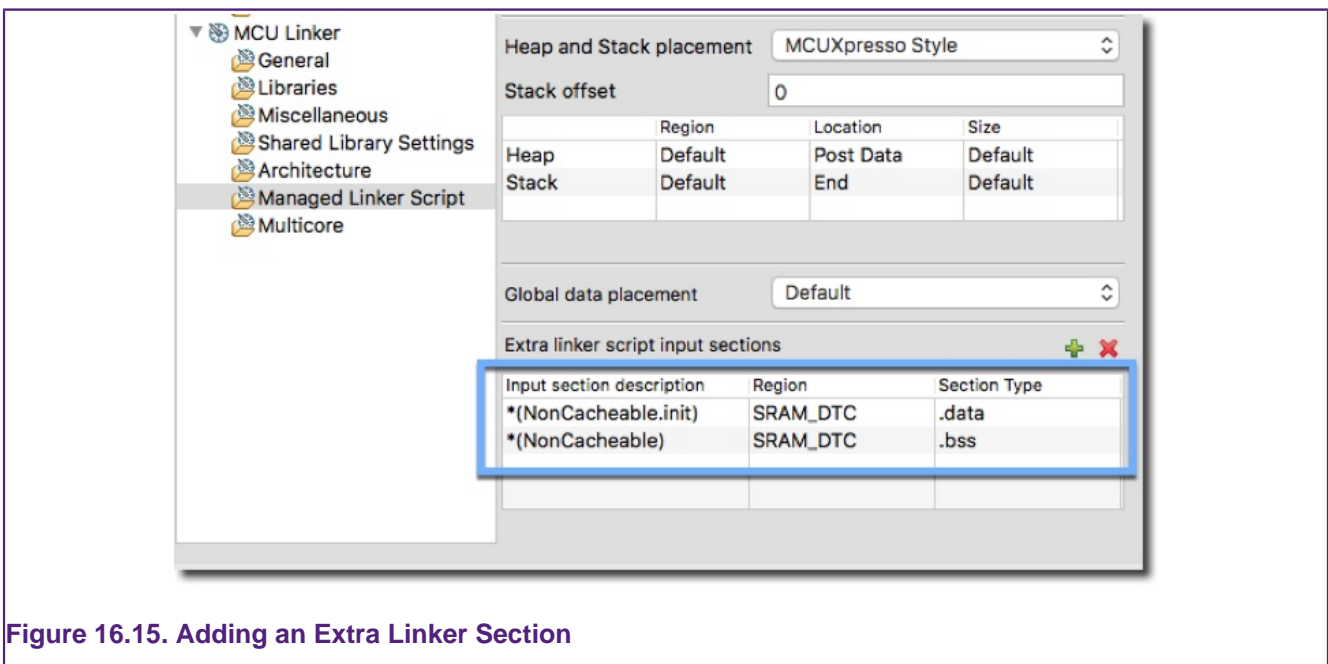 MCU Linker
General
Libraries
Miscellaneous
Shared Library Settings
Architecture
Managed Linker Script
Multicore
Heap and Stack placement MCUXpresso Style
Stack offset 0
Region Location Size
Heap Default Post Data Default
Stack Default End Default
Global data placement Default
Extra linker script input sections
Input section description Region Section Type
*(NonCacheable.init) SRAM_DTC .data
*(NonCacheable) SRAM_DTC .bss
Figure 16.15. Adding an Extra Linker Section